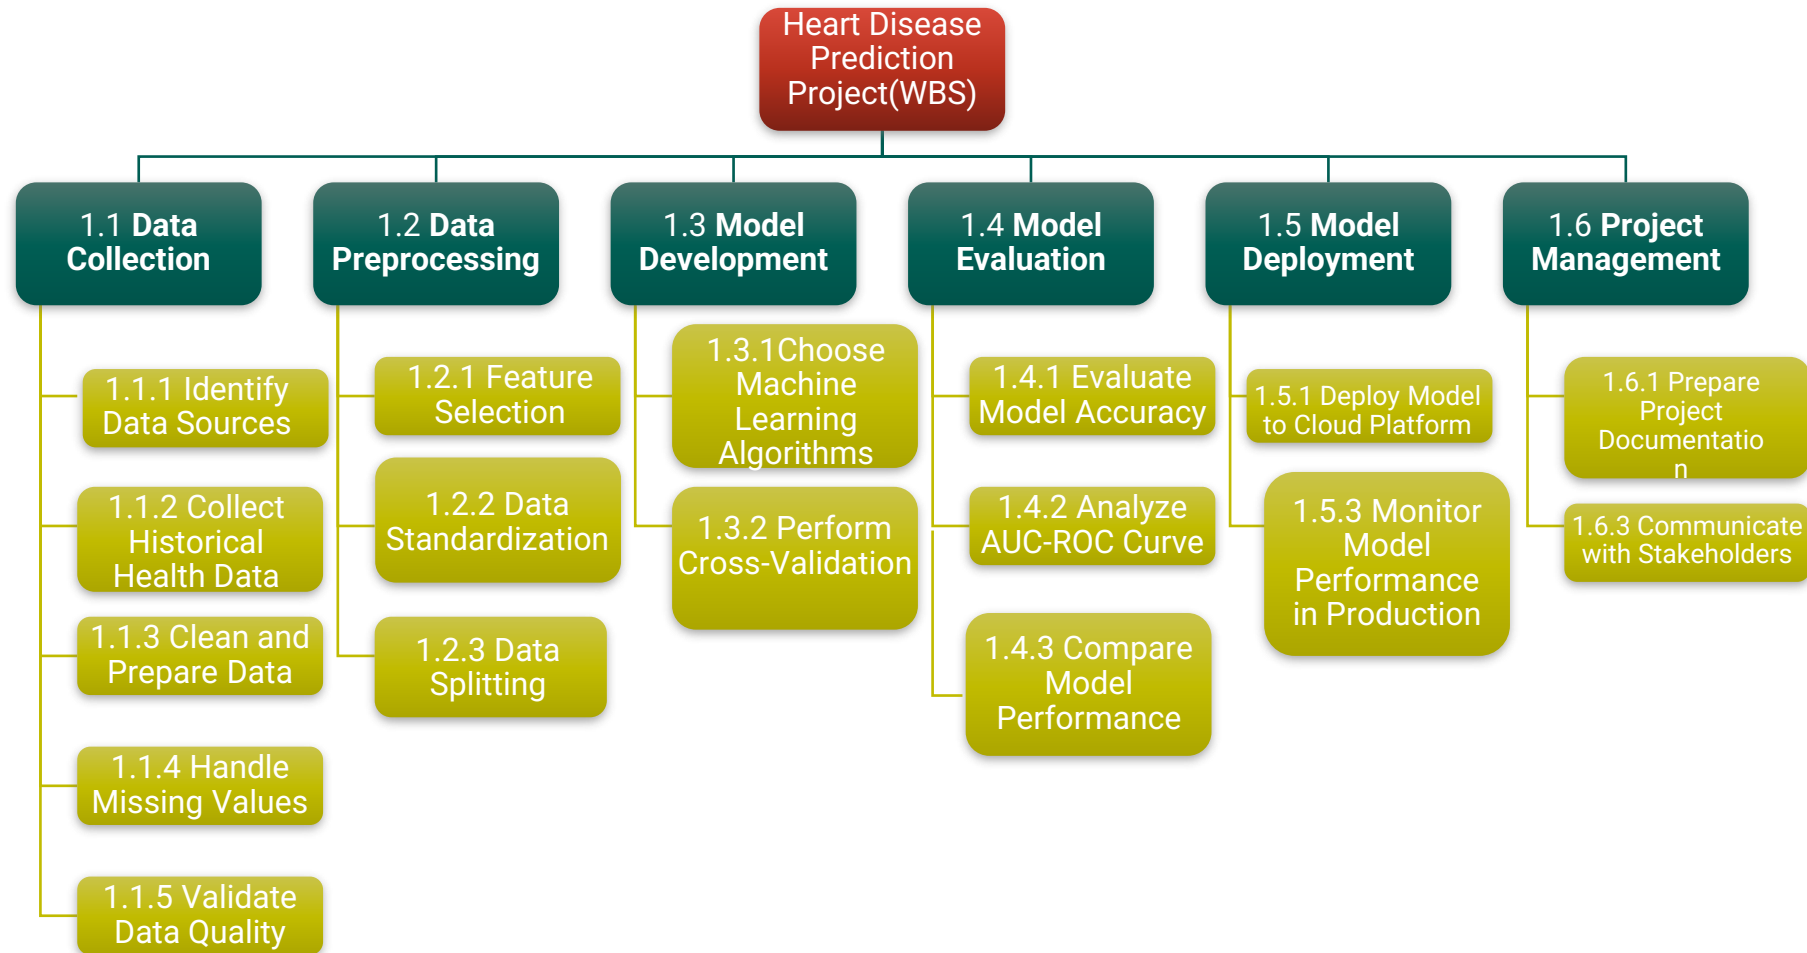 Heart Disease
Prediction
Project(WBS)
1.1 Data
Collection
1.1.1 Identify
Data Sources
1.1.2 Collect
Historical
Health Data
1.1.3 Clean and
Prepare Data
1.1.4 Handle
Missing Values
1.1.5 Validate
Data Quality
1.2 Data
Preprocessing
1.2.1 Feature
Selection
1.2.2 Data
Standardization
1.2.3 Data
Splitting
1.3 Model
Development
1.3.1Choose
Machine
Learning
Algorithms
1.3.2 Perform
Cross-Validation
1.4 Model
Evaluation
1.4.1 Evaluate
Model Accuracy
1.4.2 Analyze
AUC-ROC Curve
1.4.3 Compare
Model
Performance
1.5 Model
Deployment
1.5.1 Deploy Model
to Cloud Platform
1.5.3 Monitor
Model
Performance
in Production
1.6 Project
Management
1.6.1 Prepare
Project
Documentatio
n
1.6.3 Communicate
with Stakeholders